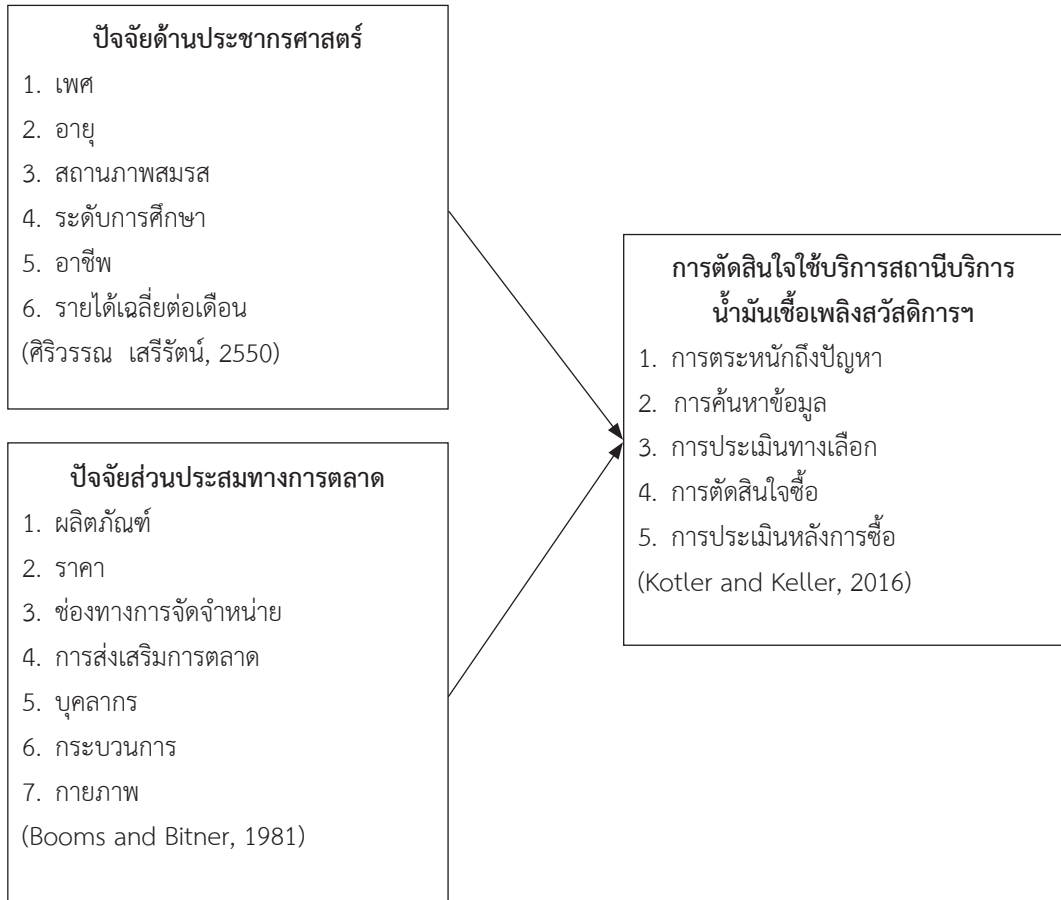 ปัจจัยด้านประชากรศาสตร์
1. เพศ
2. อายุ
3. สถานภาพสมรส
4. ระดับการศึกษา
5. อาชีพ
6. รายได้เฉลี่ยต่อเดือน
(ศิริวรรณ เสรีรัตน์, 2550)
ปัจจัยส่วนประสมทางการตลาด
1. ผลิตภัณฑ์
2. ราคา
3. ช่องทางการจัดจำหน่าย
4. การส่งเสริมการตลาด
5. บุคลากร
6. กระบวนการ
7. กายภาพ
(Booms and Bitner, 1981)
การตัดสินใจใช้บริการสถานีบริการ
น้ำมันเชื้อเพลิงสวัสดิการฯ
1. การตระหนักถึงปัญหา
2. การค้นหาข้อมูล
3. การประเมินทางเลือก
4. การตัดสินใจซื้อ
5. การประเมินหลังการซื้อ
(Kotler and Keller, 2016)